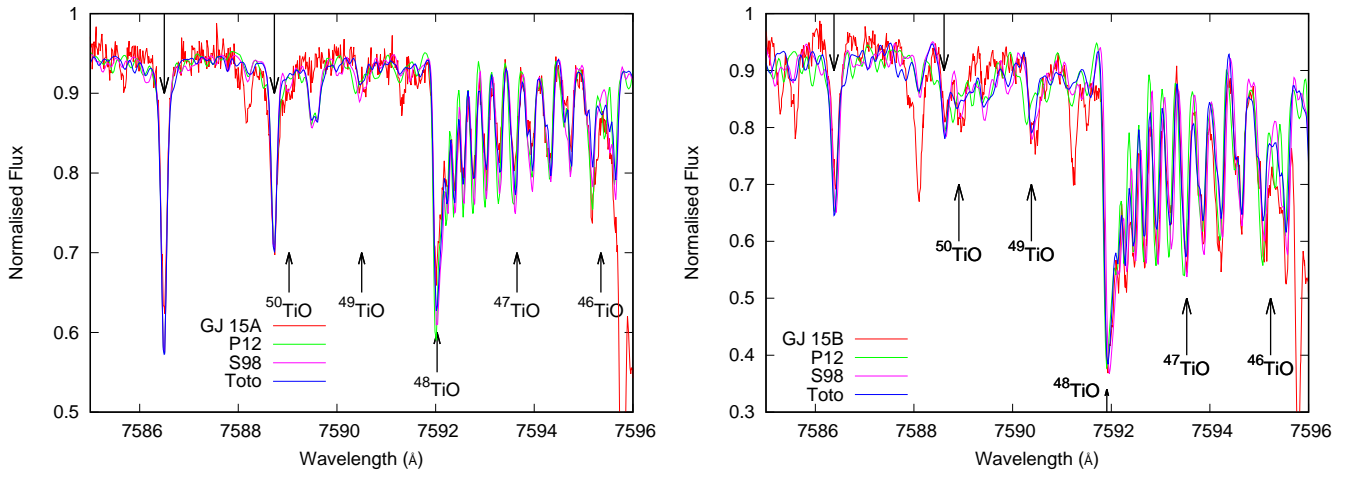 1
0.9
0.8
0.7
0.6
0.5
Normalised Flux
50TiO
49TiO
47TiO
46TiO
48TiO
GJ 15A
P12
S98
Toto
7586 7588 7590 7592 7594 7596
Wavelength (Å)
1
0.9
0.8
0.7
0.6
0.5
0.4
0.3
Normalised Flux
50TiO
49TiO
47TiO
46TiO
48TiO
GJ 15B
P12
S98
Toto
7586 7588 7590 7592 7594 7596
Wavelength (Å)